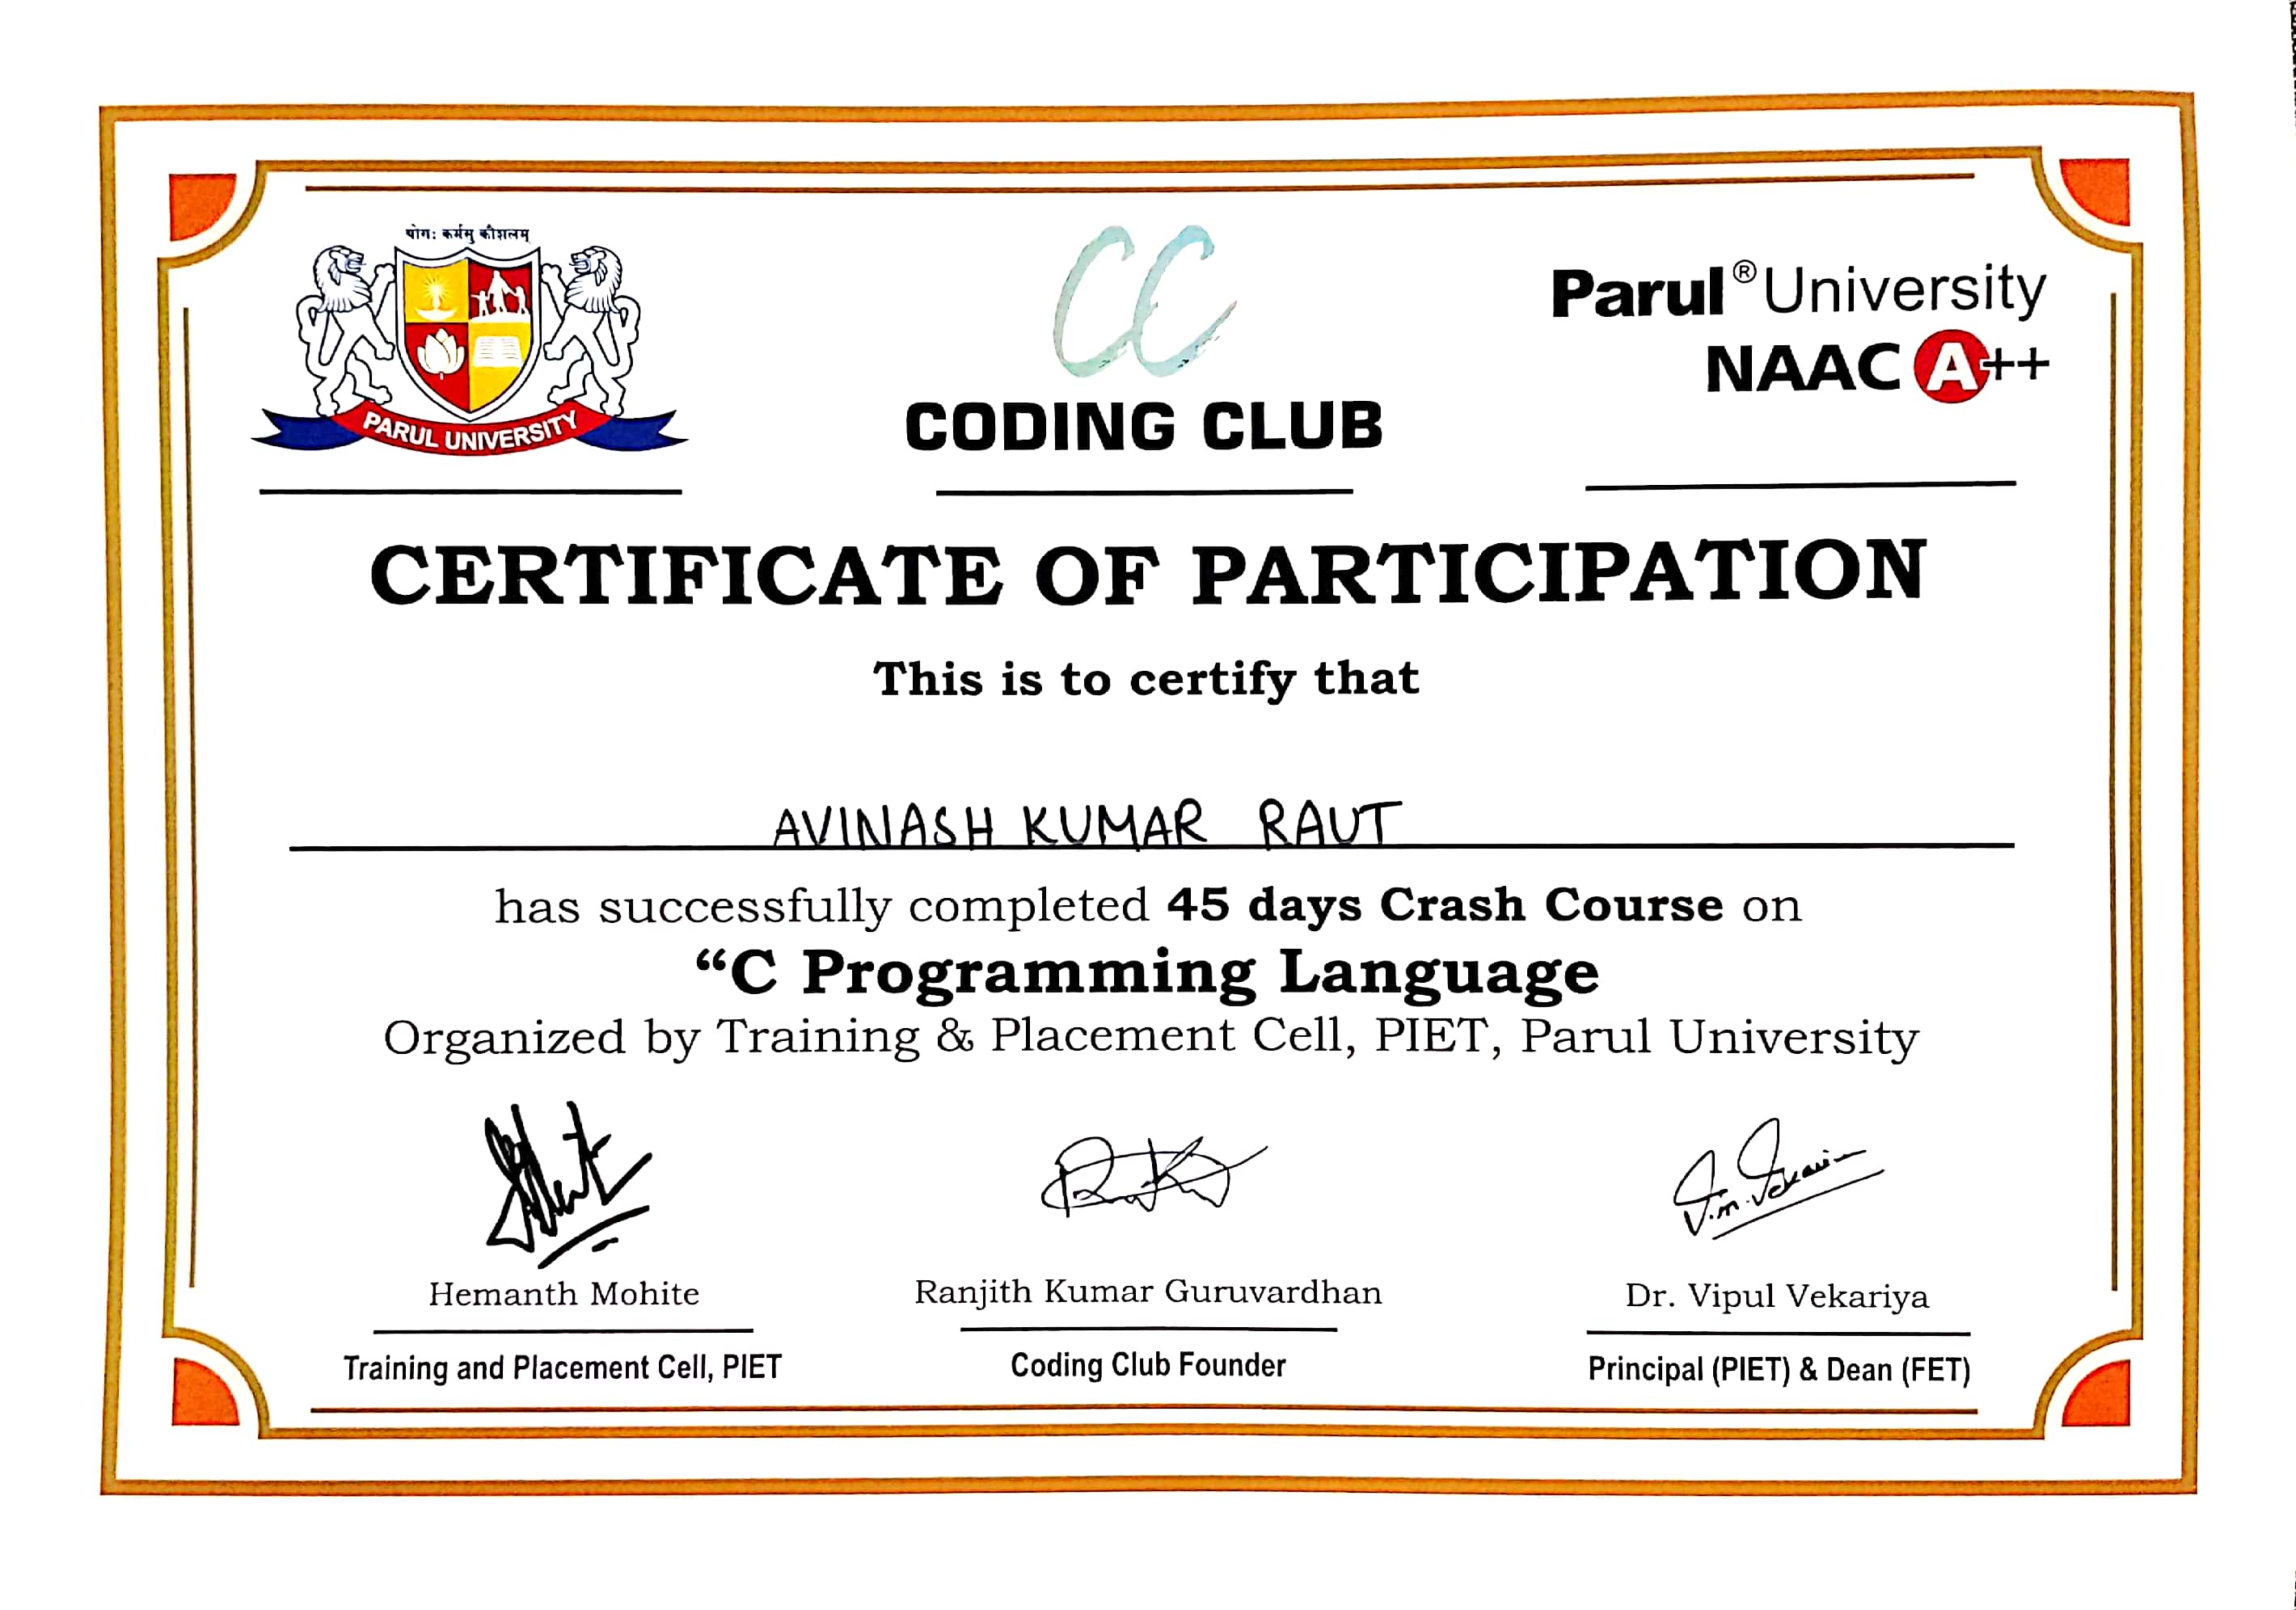 योगः कर्मसु कौशलम्
PARUL UNIVERSITY
CC
CODING CLUB
Parul® University
NAAC A++
CERTIFICATE OF PARTICIPATION
This is to certify that
AVINASH KUMAR RAUT
has successfully completed 45 days Crash Course on
“C Programming Language
Organized by Training & Placement Cell, PIET, Parul University
V.m.Vekariya
Hemanth Mohite
Ranjith Kumar Guruvardhan
Dr. Vipul Vekariya
Training and Placement Cell, PIET
Coding Club Founder
Principal (PIET) & Dean (FET)